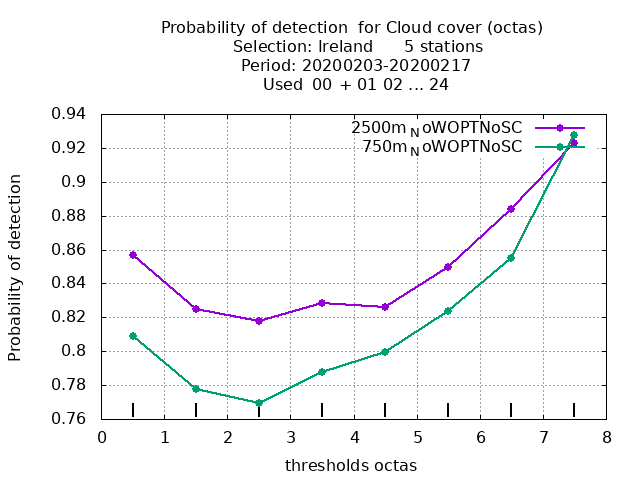 Probability of detection  for Cloud cover (octas)
Selection: Ireland      5 stations
Period: 20200203-20200217
Used  00  + 01 02 ... 24
2500m_NoWOPTNoSC
750m_NoWOPTNoSC
0.94
0.92
0.9
0.88
0.86
0.84
0.82
0.8
0.78
0.76
Probability of detection
0 1 2 3 4 5 6 7 8
thresholds octas